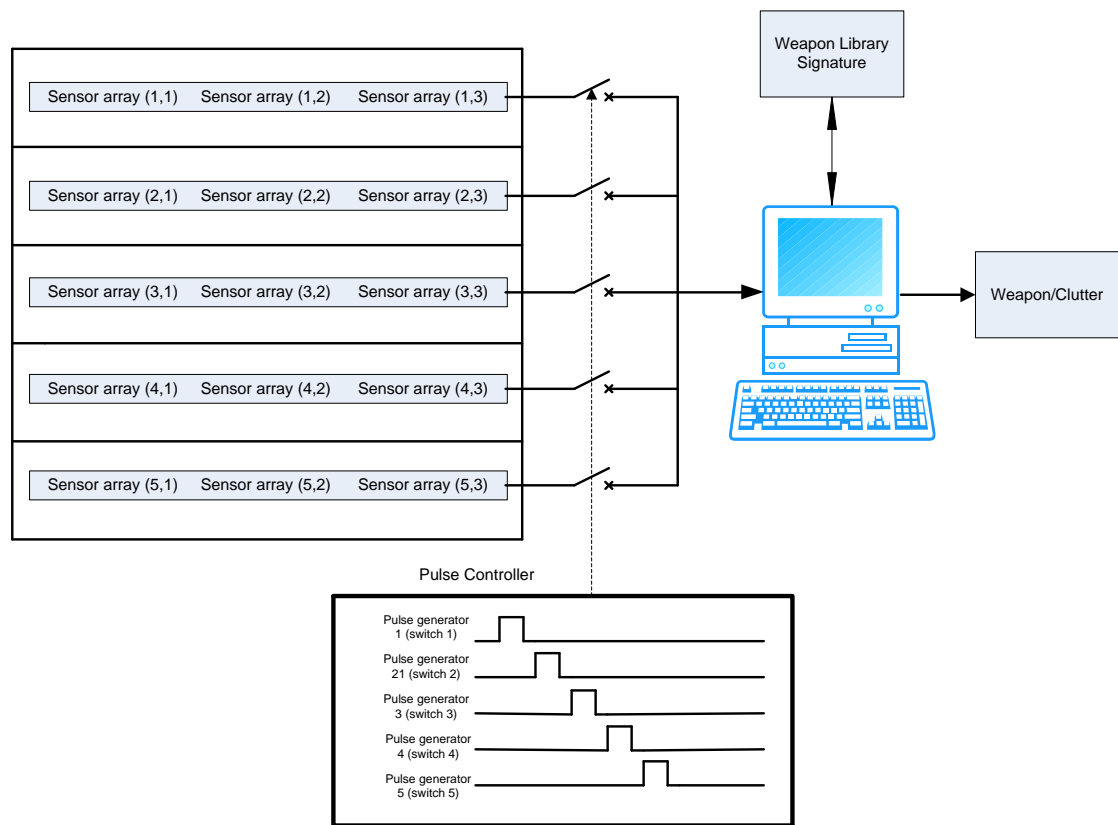 Weapon Library
Signature
Sensor array (1,1) Sensor array (1,2) Sensor array (1,3)
Sensor array (2,1) Sensor array (2,2) Sensor array (2,3)
Sensor array (3,1) Sensor array (3,2) Sensor array (3,3)
Weapon/Clutter
Sensor array (4,1) Sensor array (4,2) Sensor array (4,3)
Sensor array (5,1) Sensor array (5,2) Sensor array (5,3)
Pulse Controller
Pulse generator
1 (switch 1)
Pulse generator
21 (switch 2)
Pulse generator
3 (switch 3)
Pulse generator
4 (switch 4)
Pulse generator
5 (switch 5)